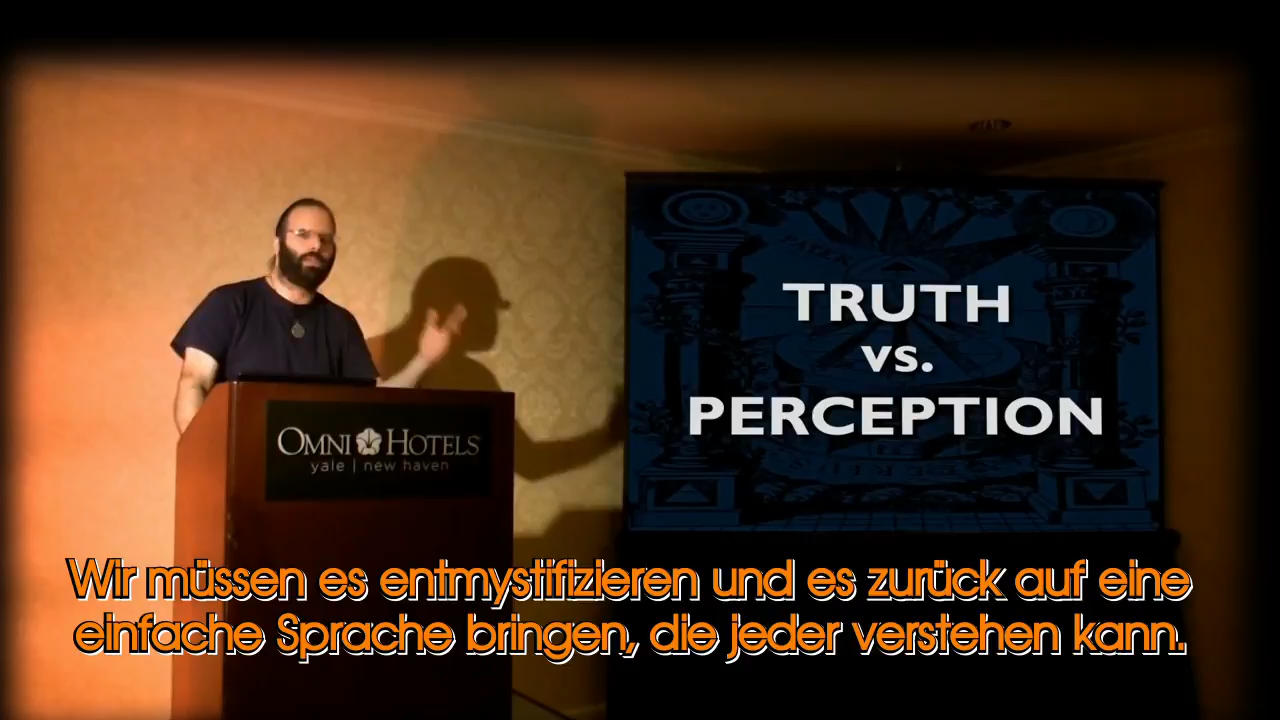 TRUTH
vs.
PERCEPTION
OMNI HOTELS
yale | new haven
Wir müssen es entmystifizieren und es zurück auf eine
einfache Sprache bringen, die jeder verstehen kann.